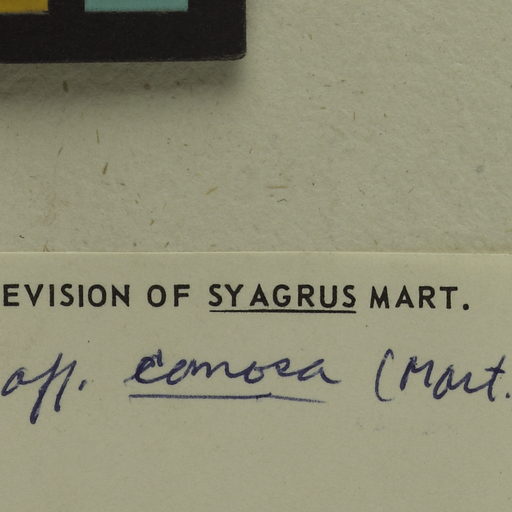 EVISION OF SYAGRUS MART.
aff. comosa (Mart.